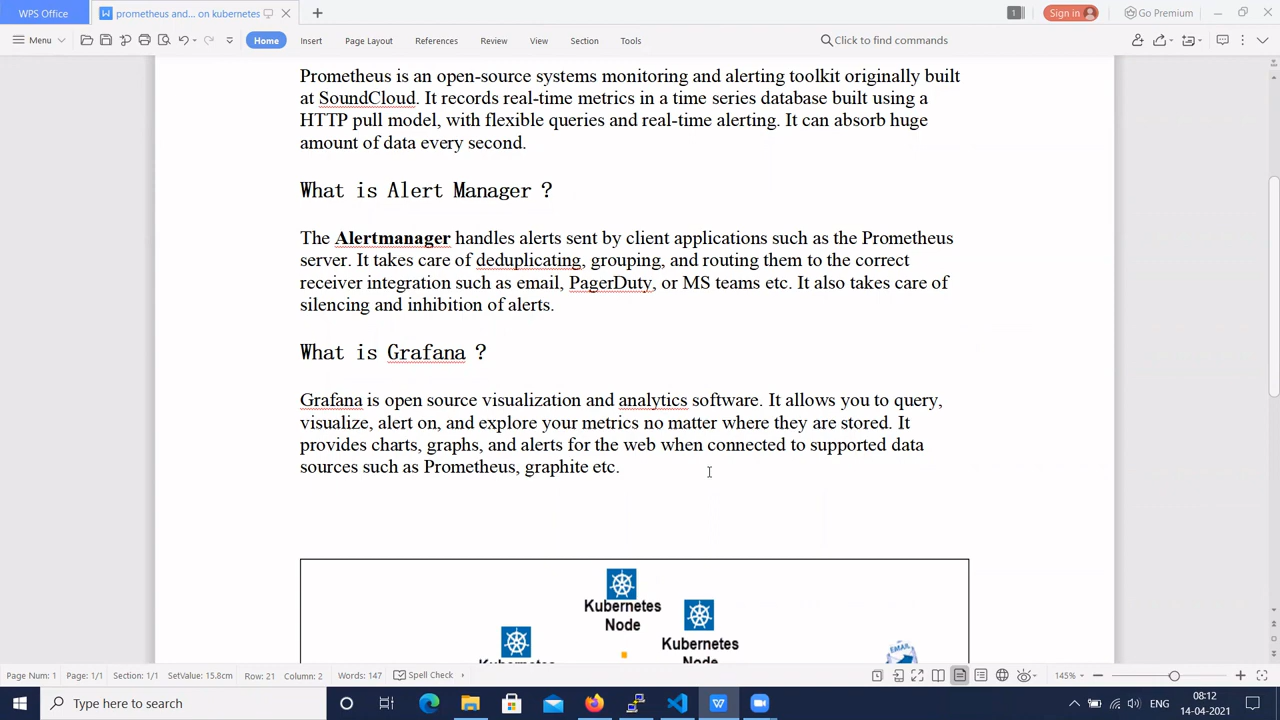 WPS Office
prometheus and... on kubernetes
1
Sign in
Go Premium
Menu
Home
Insert
Page Layout
References
Review
View
Section
Tools
Click to find commands
Prometheus is an open-source systems monitoring and alerting toolkit originally built
at SoundCloud. It records real-time metrics in a time series database built using a
HTTP pull model, with flexible queries and real-time alerting. It can absorb huge
amount of data every second.
What is Alert Manager ?
The Alertmanager handles alerts sent by client applications such as the Prometheus
server. It takes care of deduplicating, grouping, and routing them to the correct
receiver integration such as email, PagerDuty, or MS teams etc. It also takes care of
silencing and inhibition of alerts.
What is Grafana ?
Grafana is open source visualization and analytics software. It allows you to query,
visualize, alert on, and explore your metrics no matter where they are stored. It
provides charts, graphs, and alerts for the web when connected to supported data
sources such as Prometheus, graphite etc.
Kubernetes
Node
Kubernetes
Node
Kubernetes
EMAIL
Page Num: 1
Page: 1/1
Section: 1/1
SetValue: 2.7cm
Row: 21
Column: 2
Words: 147
Spell Check
145%
Type here to search
ENG
08:12
14-04-2021